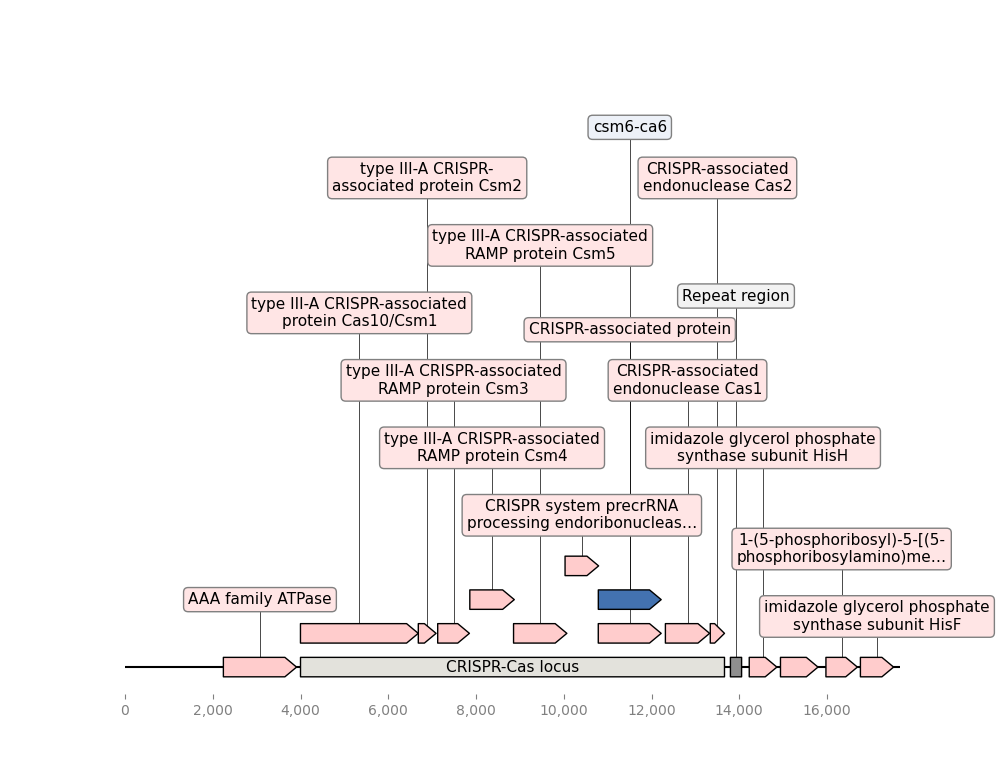 csm6-ca6
type III-A CRISPR-
associated protein Csm2
CRISPR-associated
endonuclease Cas2
type III-A CRISPR-associated
RAMP protein Csm5
Repeat region
type III-A CRISPR-associated
protein Cas10/Csm1
CRISPR-associated protein
type III-A CRISPR-associated
RAMP protein Csm3
CRISPR-associated
endonuclease Cas1
type III-A CRISPR-associated
RAMP protein Csm4
imidazole glycerol phosphate
synthase subunit HisH
CRISPR system precrRNA
processing endoribonucleas...
1-(5-phosphoribosyl)-5-[(5-
phosphoribosylamino)me...
AAA family ATPase
imidazole glycerol phosphate
synthase subunit HisF
CRISPR-Cas locus
0 2,000 4,000 6,000 8,000 10,000 12,000 14,000 16,000